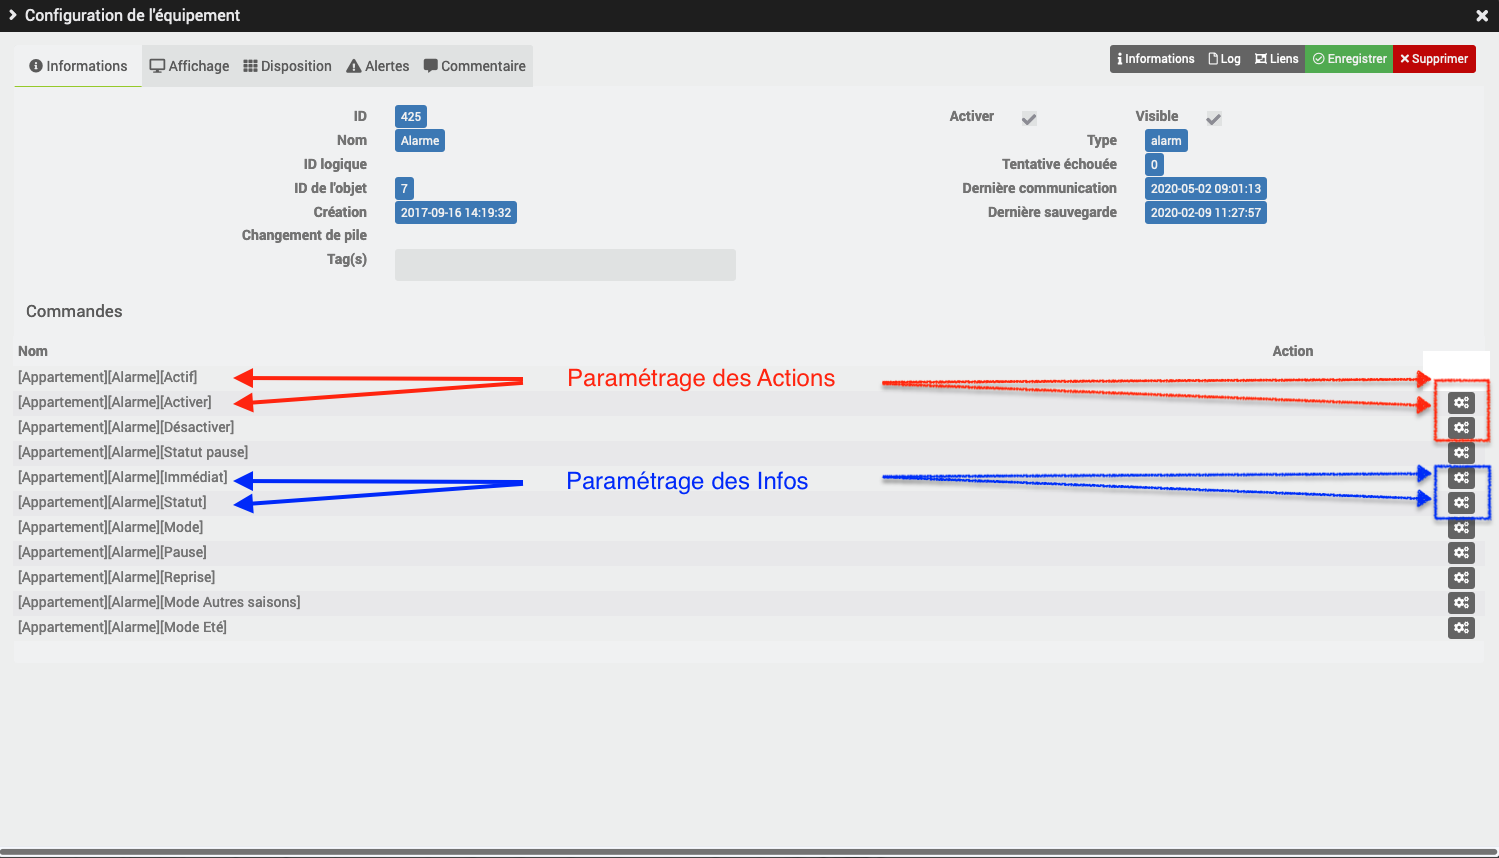 Configuration de l'équipement
Informations Affichage Disposition Alertes Commentaire
Informations Log Liens Enregistrrer Supprimer
ID 425
Nom Alarme
ID logique
ID de l'objet 7
Création 2017-09-16 14:19:32
Changement de pile
Tag(s)
Activer Visible
Type alarm
Tentative échouée 0
Dernière communication 2020-05-02 09:01:13
Dernière sauvegarde 2020-02-09 11:27:57
Commandes
Nom Action
[Appartement][Alarme][Actif] Paramétrage des Actions
[Appartement][Alarme][Activer]
[Appartement][Alarme][Désactiver]
[Appartement][Alarme][Statut pause]
[Appartement][Alarme][Immédiat] Paramétrage des Infos
[Appartement][Alarme][Statut]
[Appartement][Alarme][Mode]
[Appartement][Alarme][Pause]
[Appartement][Alarme][Reprise]
[Appartement][Alarme][Mode Autres saisons]
[Appartement][Alarme][Mode Eté]